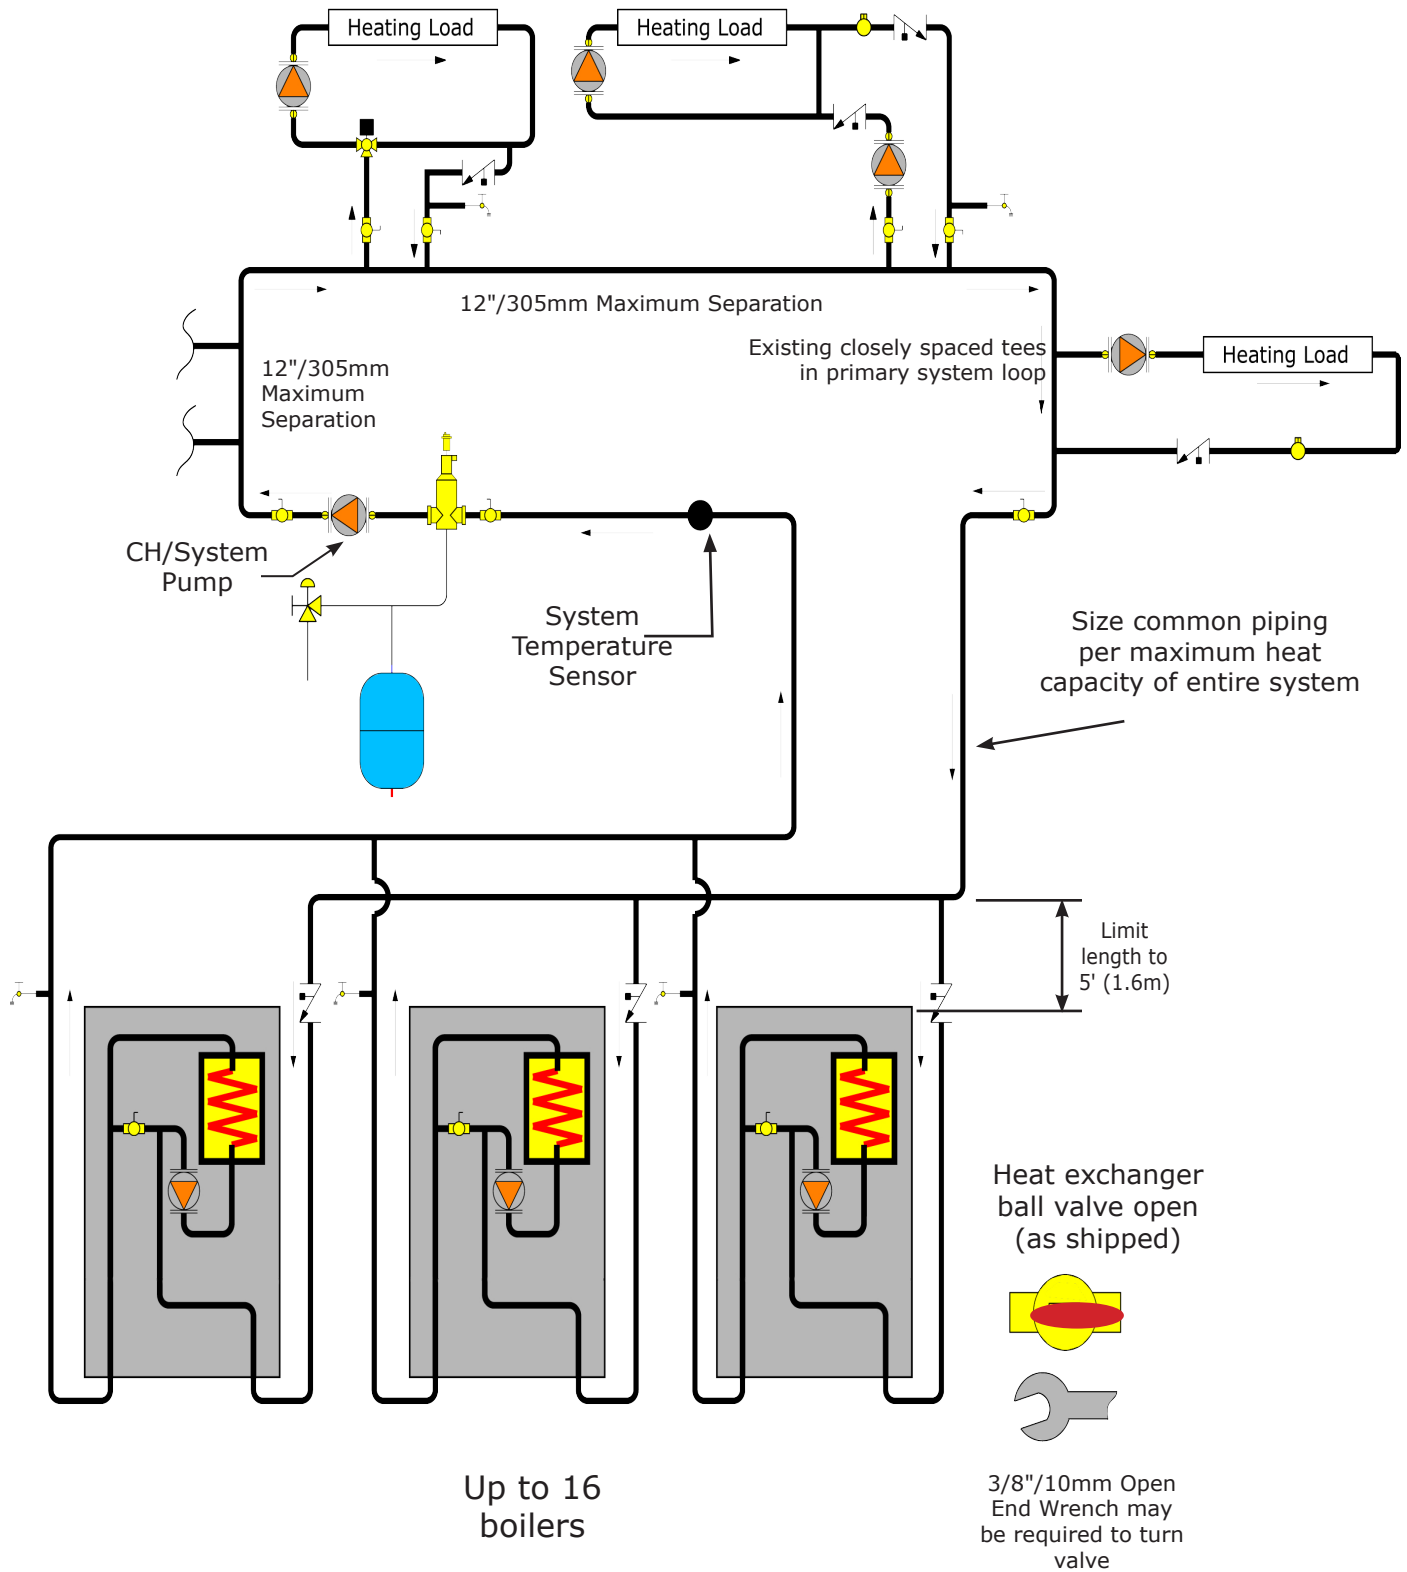 Heating Load
Heating Load
12"/305mm Maximum Separation
Existing closely spaced tees
in primary system loop
Heating Load
12"/305mm
Maximum
Separation
CH/System
Pump
System
Temperature
Sensor
Size common piping
per maximum heat
capacity of entire system
Limit
length to
5' (1.6m)
Heat exchanger
ball valve open
(as shipped)
Up to 16
boilers
3/8"/10mm Open
End Wrench may
be required to turn
valve